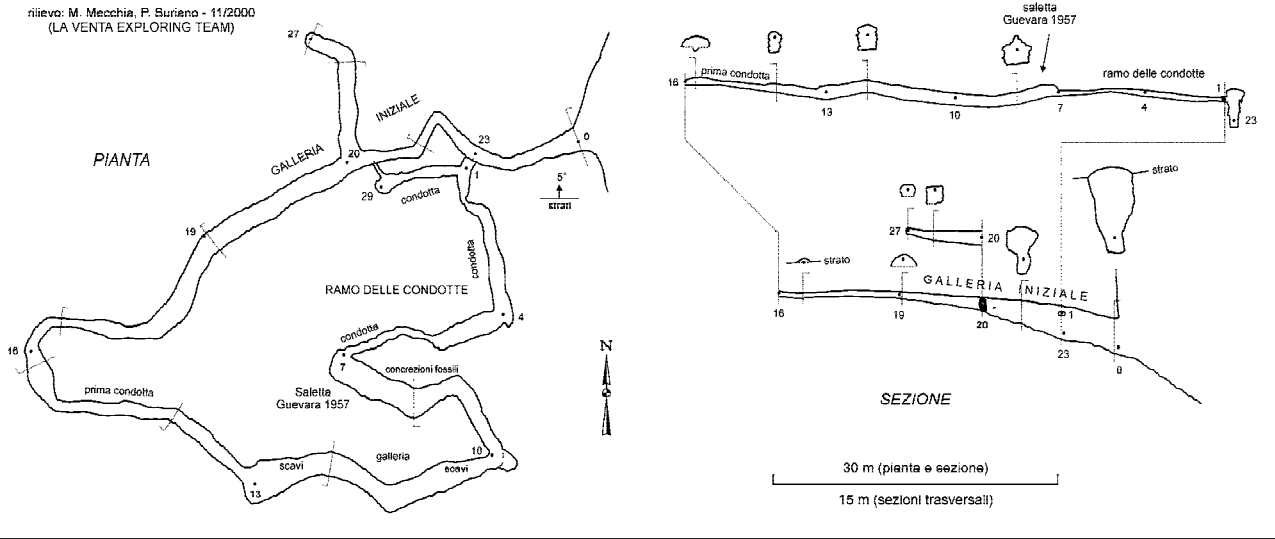 rilievo: M. Mecchia, P. Suriano - 11/2000
(LA VENTA EXPLORING TEAM)
27
PIANTA
GALLERIA
INIZIALE
20
23
0
1
29
condotta
5°
strati
19
condotta
RAMO DELLE CONDOTTE
4
16
condotta
7
concrezioni fossili
N
prima condotta
Saletta
Guevara 1957
10
scavi
galleria
scavi
13
saletta
Guevara 1957
16
prima condotta
ramo delle condotte
1
13
10
7
4
23
strato
27
20
strato
GALLERIA INIZIALE
16
19
20
1
23
0
SEZIONE
30 m (pianta e sezione)
15 m (sezioni trasversali)